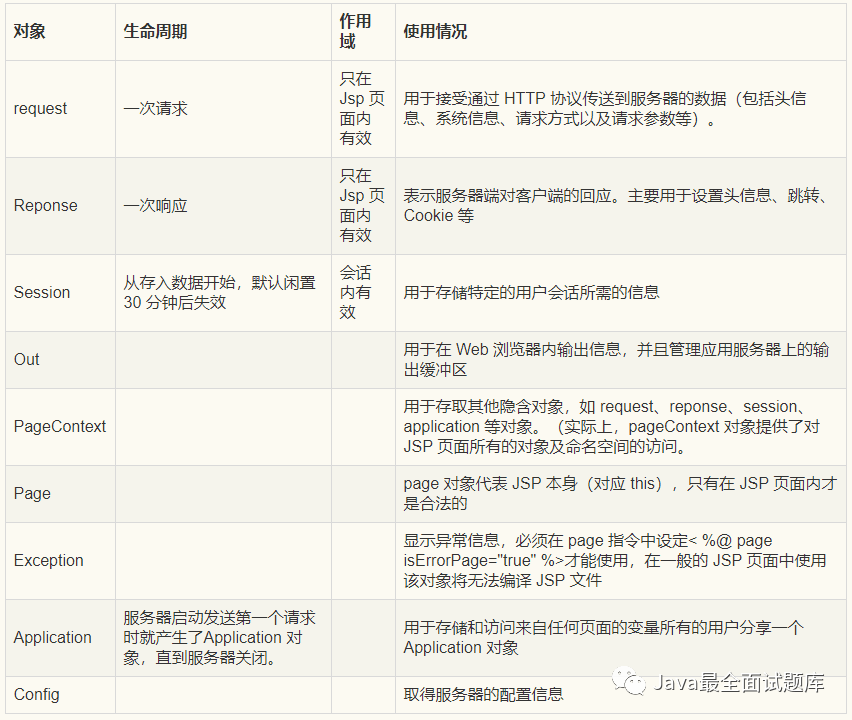 对象 生命周期 作用域 使用情况
request 一次请求 只在 Jsp 页面内有效 用于接受通过 HTTP 协议传送到服务器的数据（包括头信息、系统信息、请求方式以及请求参数等）。
Reponse 一次响应 只在 Jsp 页面内有效 表示服务器端对客户端的回应。主要用于设置头信息、跳转、Cookie 等
Session 从存入数据开始，默认闲置 30 分钟后失效 会话内有效 用于存储特定的用户会话所需的信息
Out 用于在 Web 浏览器内输出信息，并且管理应用服务器上的输出缓冲区
PageContext 用于存取其他隐含对象，如 request、reponse、session、application 等对象。（实际上，pageContext 对象提供了对 JSP 页面所有的对象及命名空间的访问。
Page page 对象代表 JSP 本身（对应 this），只有在 JSP 页面内才是合法的
Exception 显示异常信息，必须在 page 指令中设定< %@ page isErrorPage="true" %>才能使用，在一般的 JSP 页面中使用该对象将无法编译 JSP 文件
Application 服务器启动发送第一个请求时就产生了Application 对象，直到服务器关闭。 用于存储和访问来自任何页面的变量所有的用户分享一个 Application 对象
Config 取得服务器的配置信息
Java最全面试题库